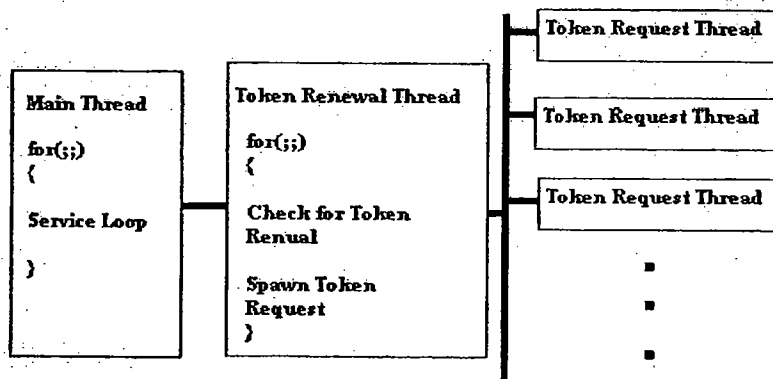 Main Thread
for(;;)
{
Service Loop
}
Token Renewal Thread
for(;;)
{
Check for Token
Renual
Spawn Token
Request
}
Token Request Thread
Token Request Thread
Token Request Thread